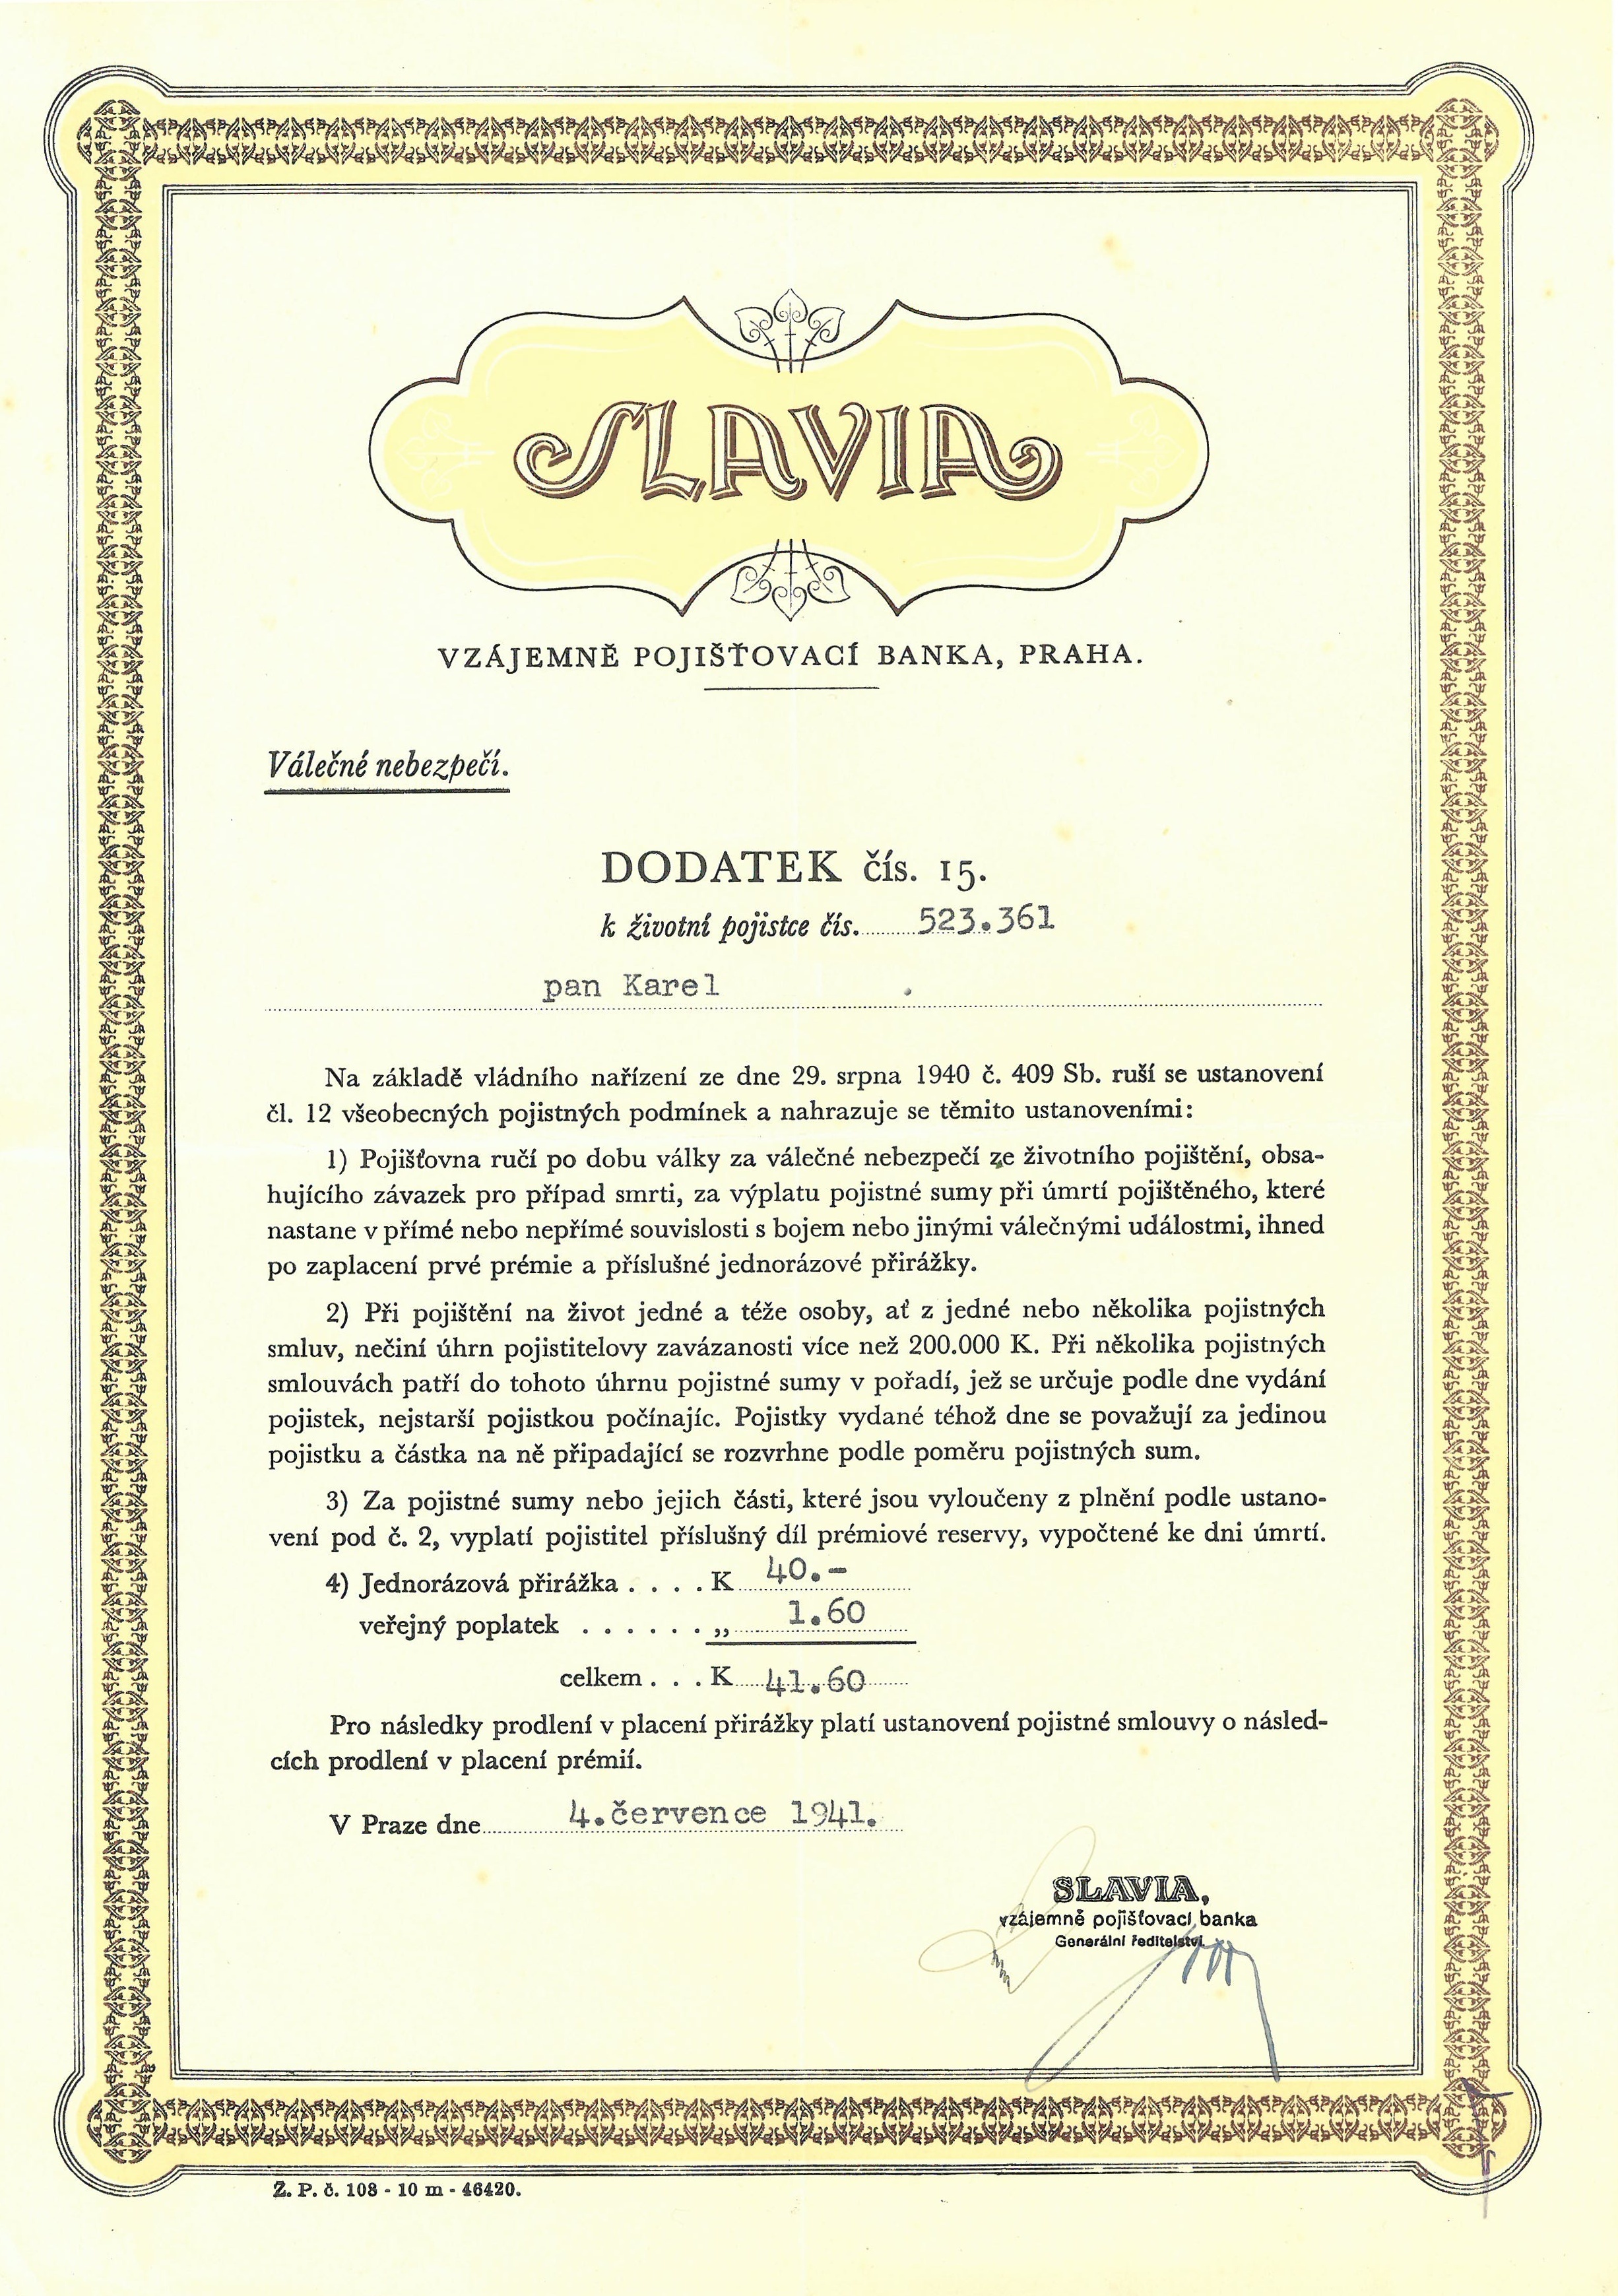 SLAVIA
VZÁJEMNĚ POJIŠŤOVACÍ BANKA, PRAHA.
Válečné nebezpečí.
DODATEK čís. 15.
k životní pojistce čís. 523.361
pan Karel
Na základě vládního nařízení ze dne 29. srpna 1940 č. 409 Sb. ruší se ustanovení
čl. 12 všeobecných pojistných podmínek a nahrazuje se těmito ustanoveními:
1) Pojišťovna ručí po dobu války za válečné nebezpečí ze životního pojištění, obsa-
hujícího závazek pro případ smrti, za výplatu pojistné sumy při úmrtí pojištěného, které
nastane v přímé nebo nepřímé souvislosti s bojem nebo jinými válečnými událostmi, ihned
po zaplacení prvé prémie a příslušné jednorázové přirážky.
2) Při pojištění na život jedné a téže osoby, ať z jedné nebo několika pojistných
smluv, nečiní úhrn pojistitelovy zavázanosti více než 200.000 K. Při několika pojistných
smlouvách patří do tohoto úhrnu pojistné sumy v pořadí, jež se určuje podle dne vydání
pojistek, nejstarší pojistkou počínajíc. Pojistky vydané téhož dne se považují za jedinou
pojistku a částka na ně připadající se rozvrhne podle poměru pojistných sum.
3) Za pojistné sumy nebo jejich části, které jsou vyloučeny z plnění podle ustano-
vení pod č. 2, vyplatí pojistitel příslušný díl prémiové reservy, vypočtené ke dni úmrtí.
4) Jednorázová přirážka . . . . K 40.-
veřejný poplatek . . . . . . „ 1.60
celkem . . . K 41.60
Pro následky prodlení v placení přirážky platí ustanovení pojistné smlouvy o násled-
cích prodlení v placení prémií.
V Praze dne 4.července 1941.
SLAVIA,
vzájemně pojišťovací banka
Generální ředitelství
Ž. P. č. 108 - 10 m - 46420.